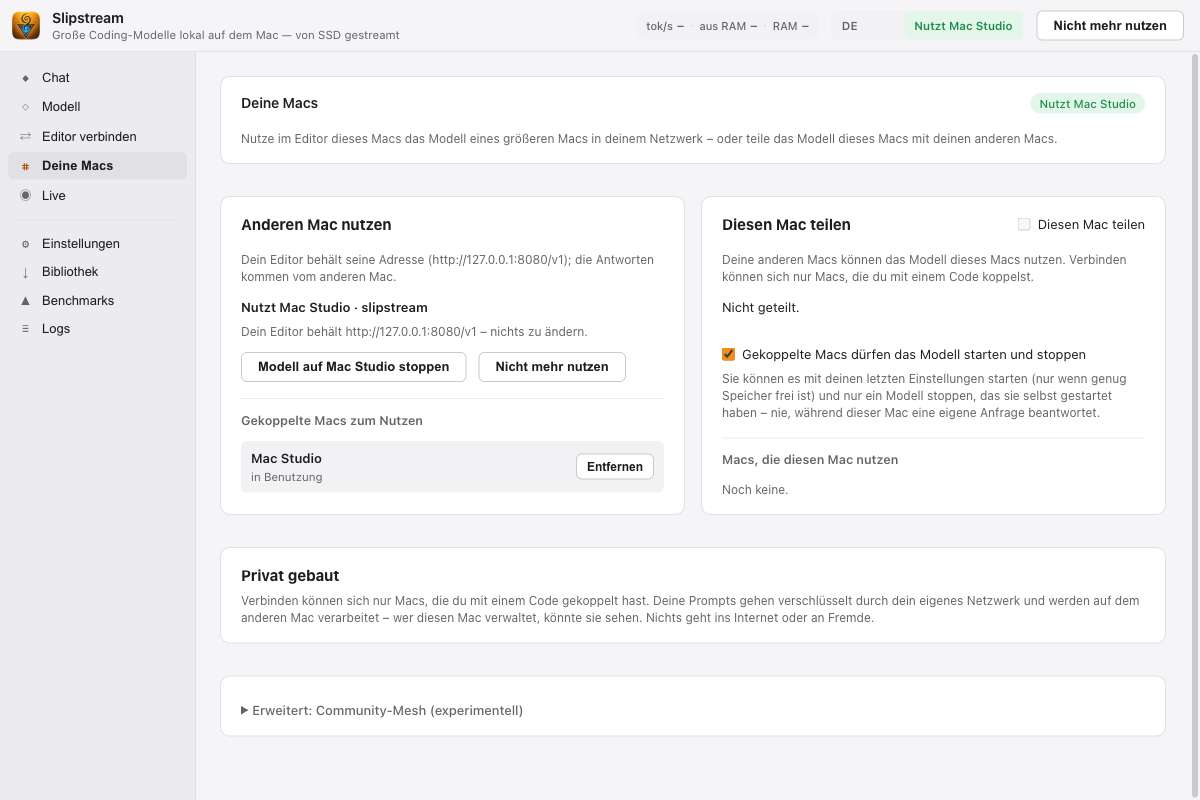 Slipstream
Große Coding-Modelle lokal auf dem Mac — von SSD gestreamt
tok/s – · aus RAM – · RAM –
DE
Nutzt Mac Studio
Nicht mehr nutzen
Chat
Modell
Editor verbinden
Deine Macs
Live
Einstellungen
Bibliothek
Benchmarks
Logs
Deine Macs
Nutzt Mac Studio
Nutze im Editor dieses Macs das Modell eines größeren Macs in deinem Netzwerk – oder teile das Modell dieses Macs mit deinen anderen Macs.
Anderen Mac nutzen
Dein Editor behält seine Adresse (http://127.0.0.1:8080/v1); die Antworten
kommen vom anderen Mac.
Nutzt Mac Studio · slipstream
Dein Editor behält http://127.0.0.1:8080/v1 – nichts zu ändern.
Modell auf Mac Studio stoppen
Nicht mehr nutzen
Gekoppelte Macs zum Nutzen
Mac Studio
in Benutzung
Entfernen
Diesen Mac teilen
Diesen Mac teilen
Deine anderen Macs können das Modell dieses Macs nutzen. Verbinden
können sich nur Macs, die du mit einem Code koppelst.
Nicht geteilt.
Gekoppelte Macs dürfen das Modell starten und stoppen
Sie können es mit deinen letzten Einstellungen starten (nur wenn genug
Speicher frei ist) und nur ein Modell stoppen, das sie selbst gestartet
haben – nie, während dieser Mac eine eigene Anfrage beantwortet.
Macs, die diesen Mac nutzen
Noch keine.
Privat gebaut
Verbinden können sich nur Macs, die du mit einem Code gekoppelt hast. Deine Prompts gehen verschlüsselt durch dein eigenes Netzwerk und werden auf dem
anderen Mac verarbeitet – wer diesen Mac verwaltet, könnte sie sehen. Nichts geht ins Internet oder an Fremde.
Erweitert: Community-Mesh (experimentell)